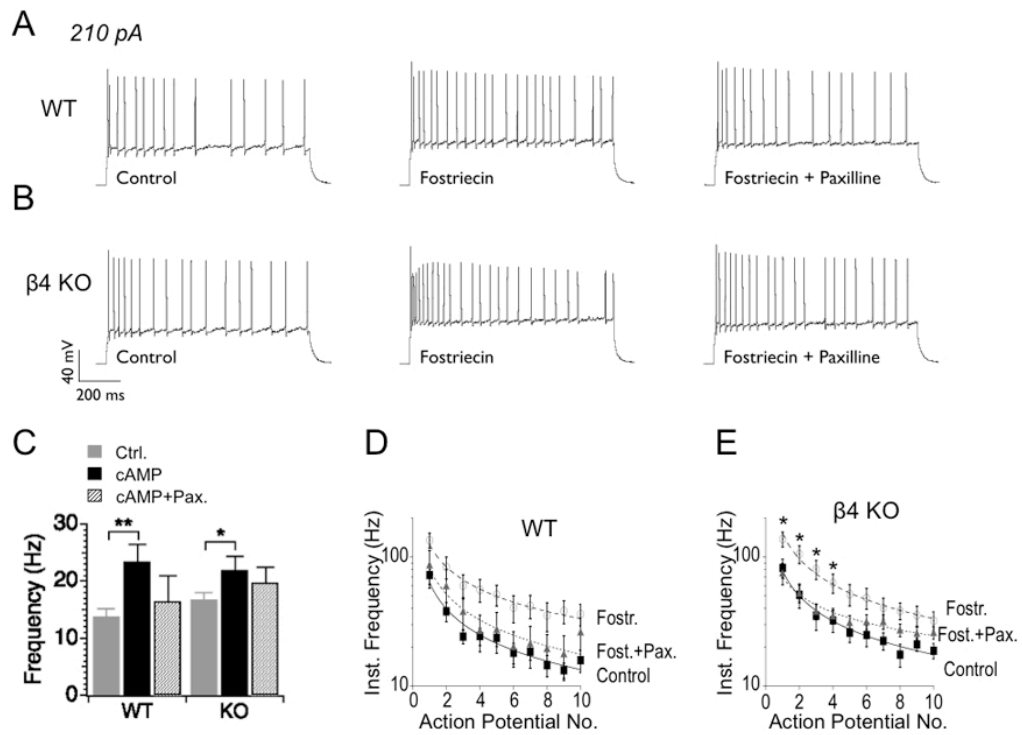 A
210 pA
WT
Control
Fostriecin
Fostriecin + Paxilline
B
β4 KO
Control
Fostriecin
Fostriecin + Paxilline
40 mV
200 ms
C
Ctrl.
cAMP
cAMP+Pax.
Frequency (Hz)
30
20
10
0
**
*
WT
KO
D
WT
Inst. Frequency (Hz)
100
10
Fostr.
Fost.+Pax.
Control
0 2 4 6 8 10
Action Potential No.
E
β4 KO
Inst. Frequency (Hz)
100
10
* * * *
Fostr.
Fost.+Pax.
Control
0 2 4 6 8 10
Action Potential No.